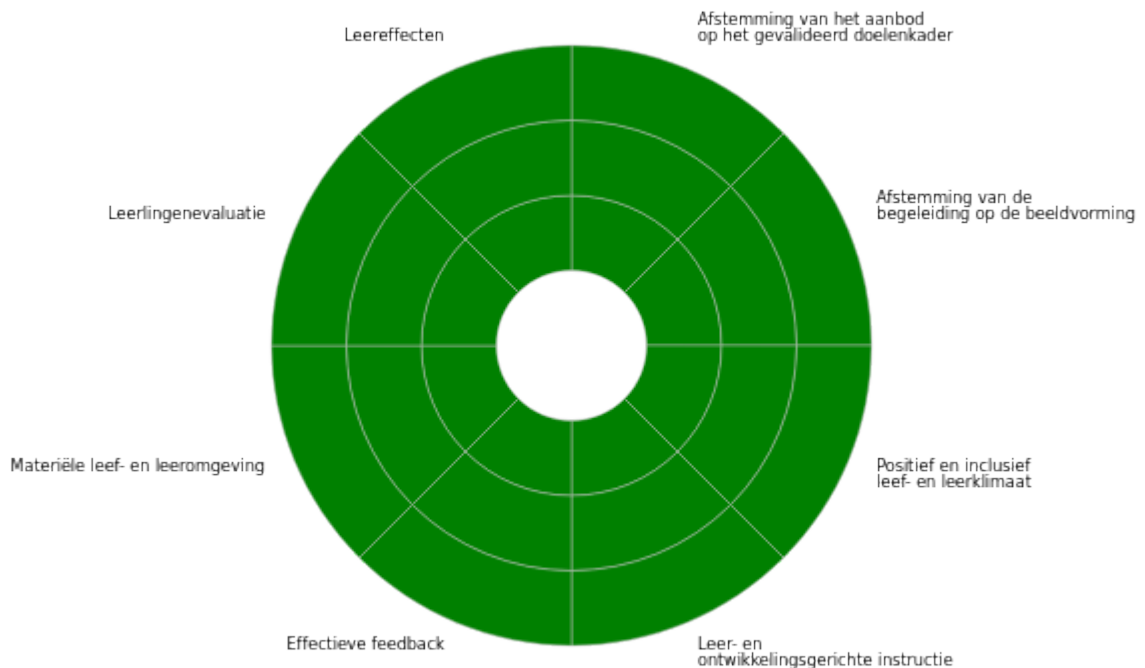 Leereffecten
Afstemming van het aanbod
op het gevalideerd doelenkader
Leerlingenevaluatie
Afstemming van de
begeleiding op de beeldvorming
Materiële leef- en leeromgeving
Positief en inclusief
leef- en leerklimaat
Effectieve feedback
Leer- en
ontwikkelingsgerichte instructie